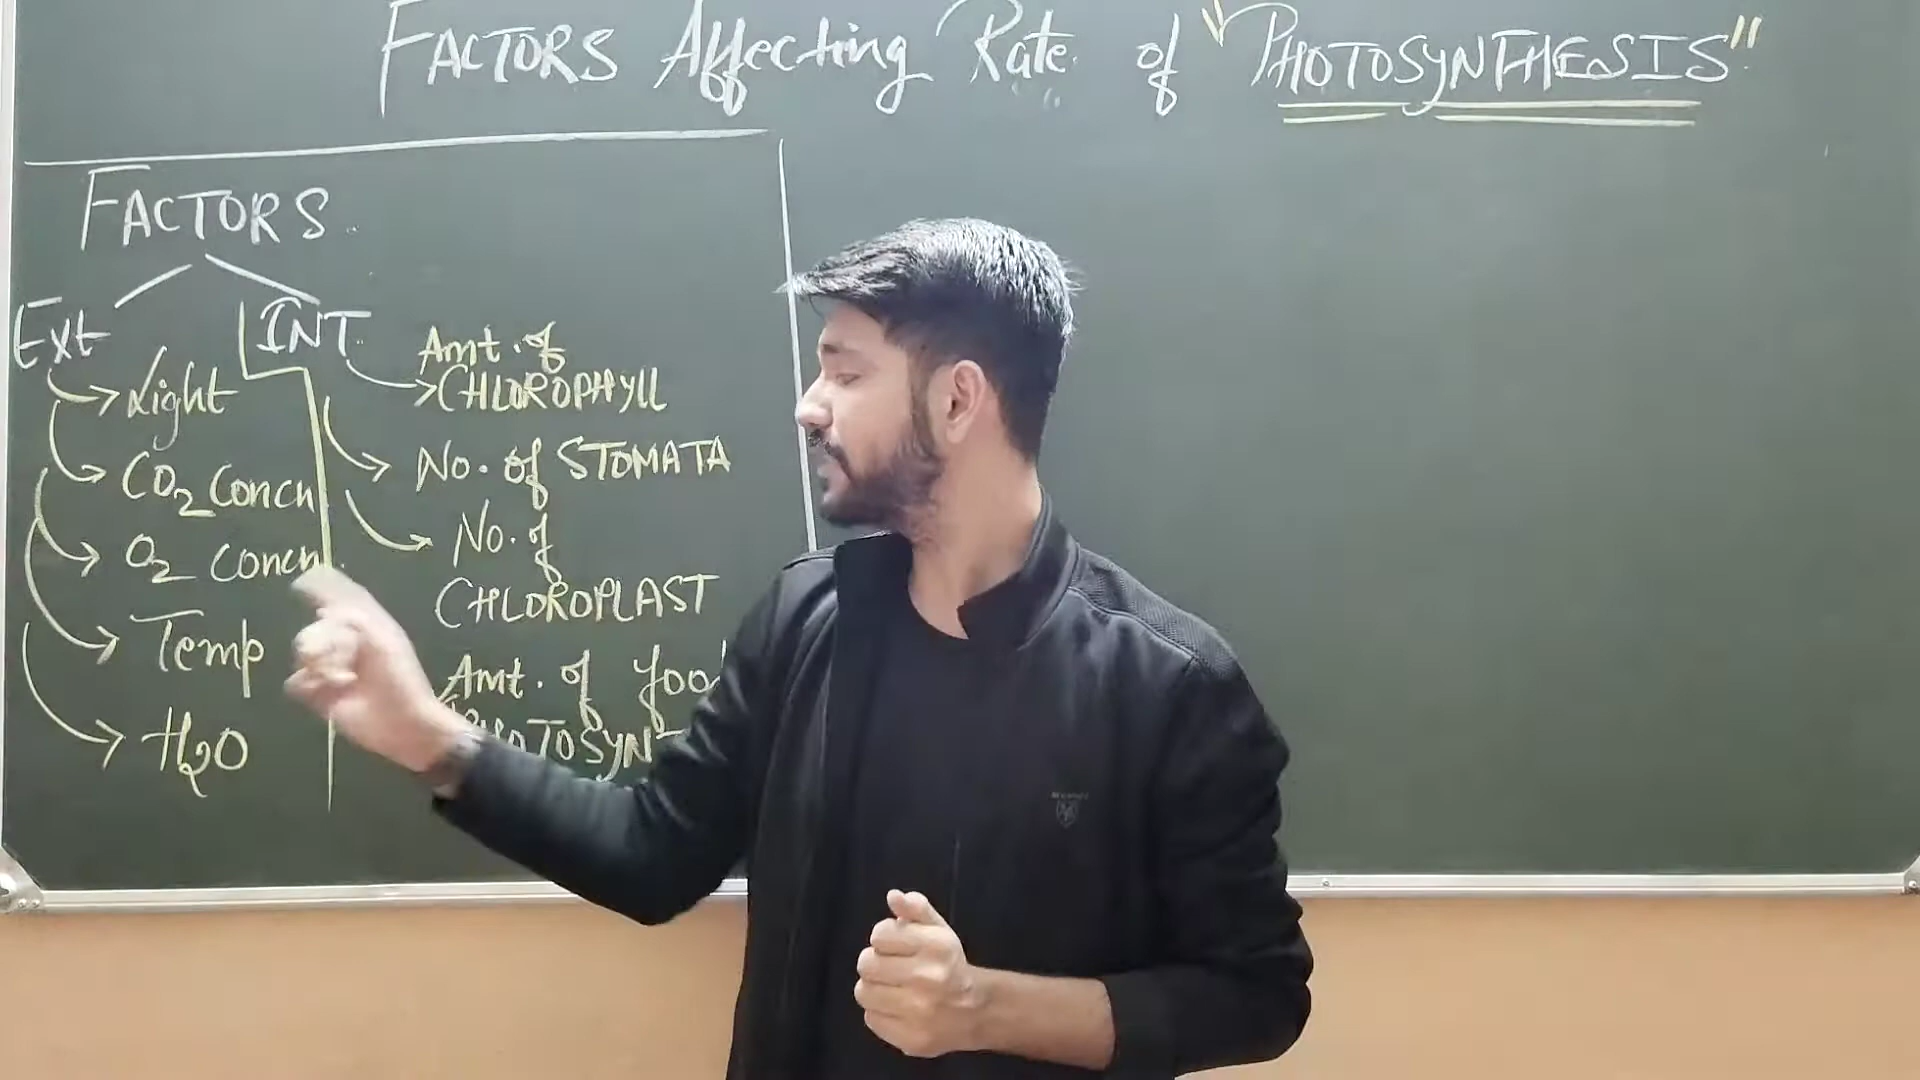 FACTORS Affecting Rate of "PHOTOSYNTHESIS"
FACTORS
Ext
Light
CO2 Concn
O2 Concn
Temp
H2O
INT
Amt. of
CHLOROPHYLL
No. of STOMATA
No. of
CHLOROPLAST
Amt. of